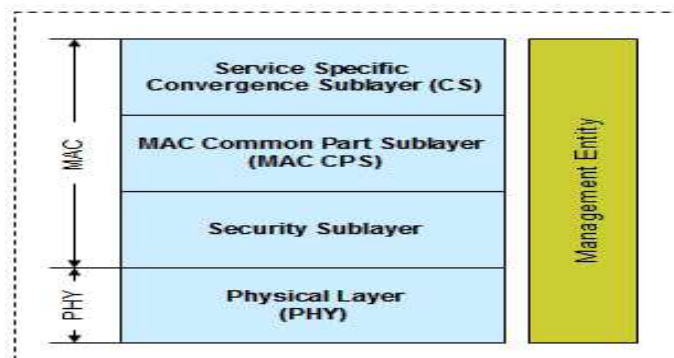 MAC
PHY
Service Specific
Convergence Sublayer (CS)
MAC Common Part Sublayer
(MAC CPS)
Security Sublayer
Physical Layer
(PHY)
Management Entity